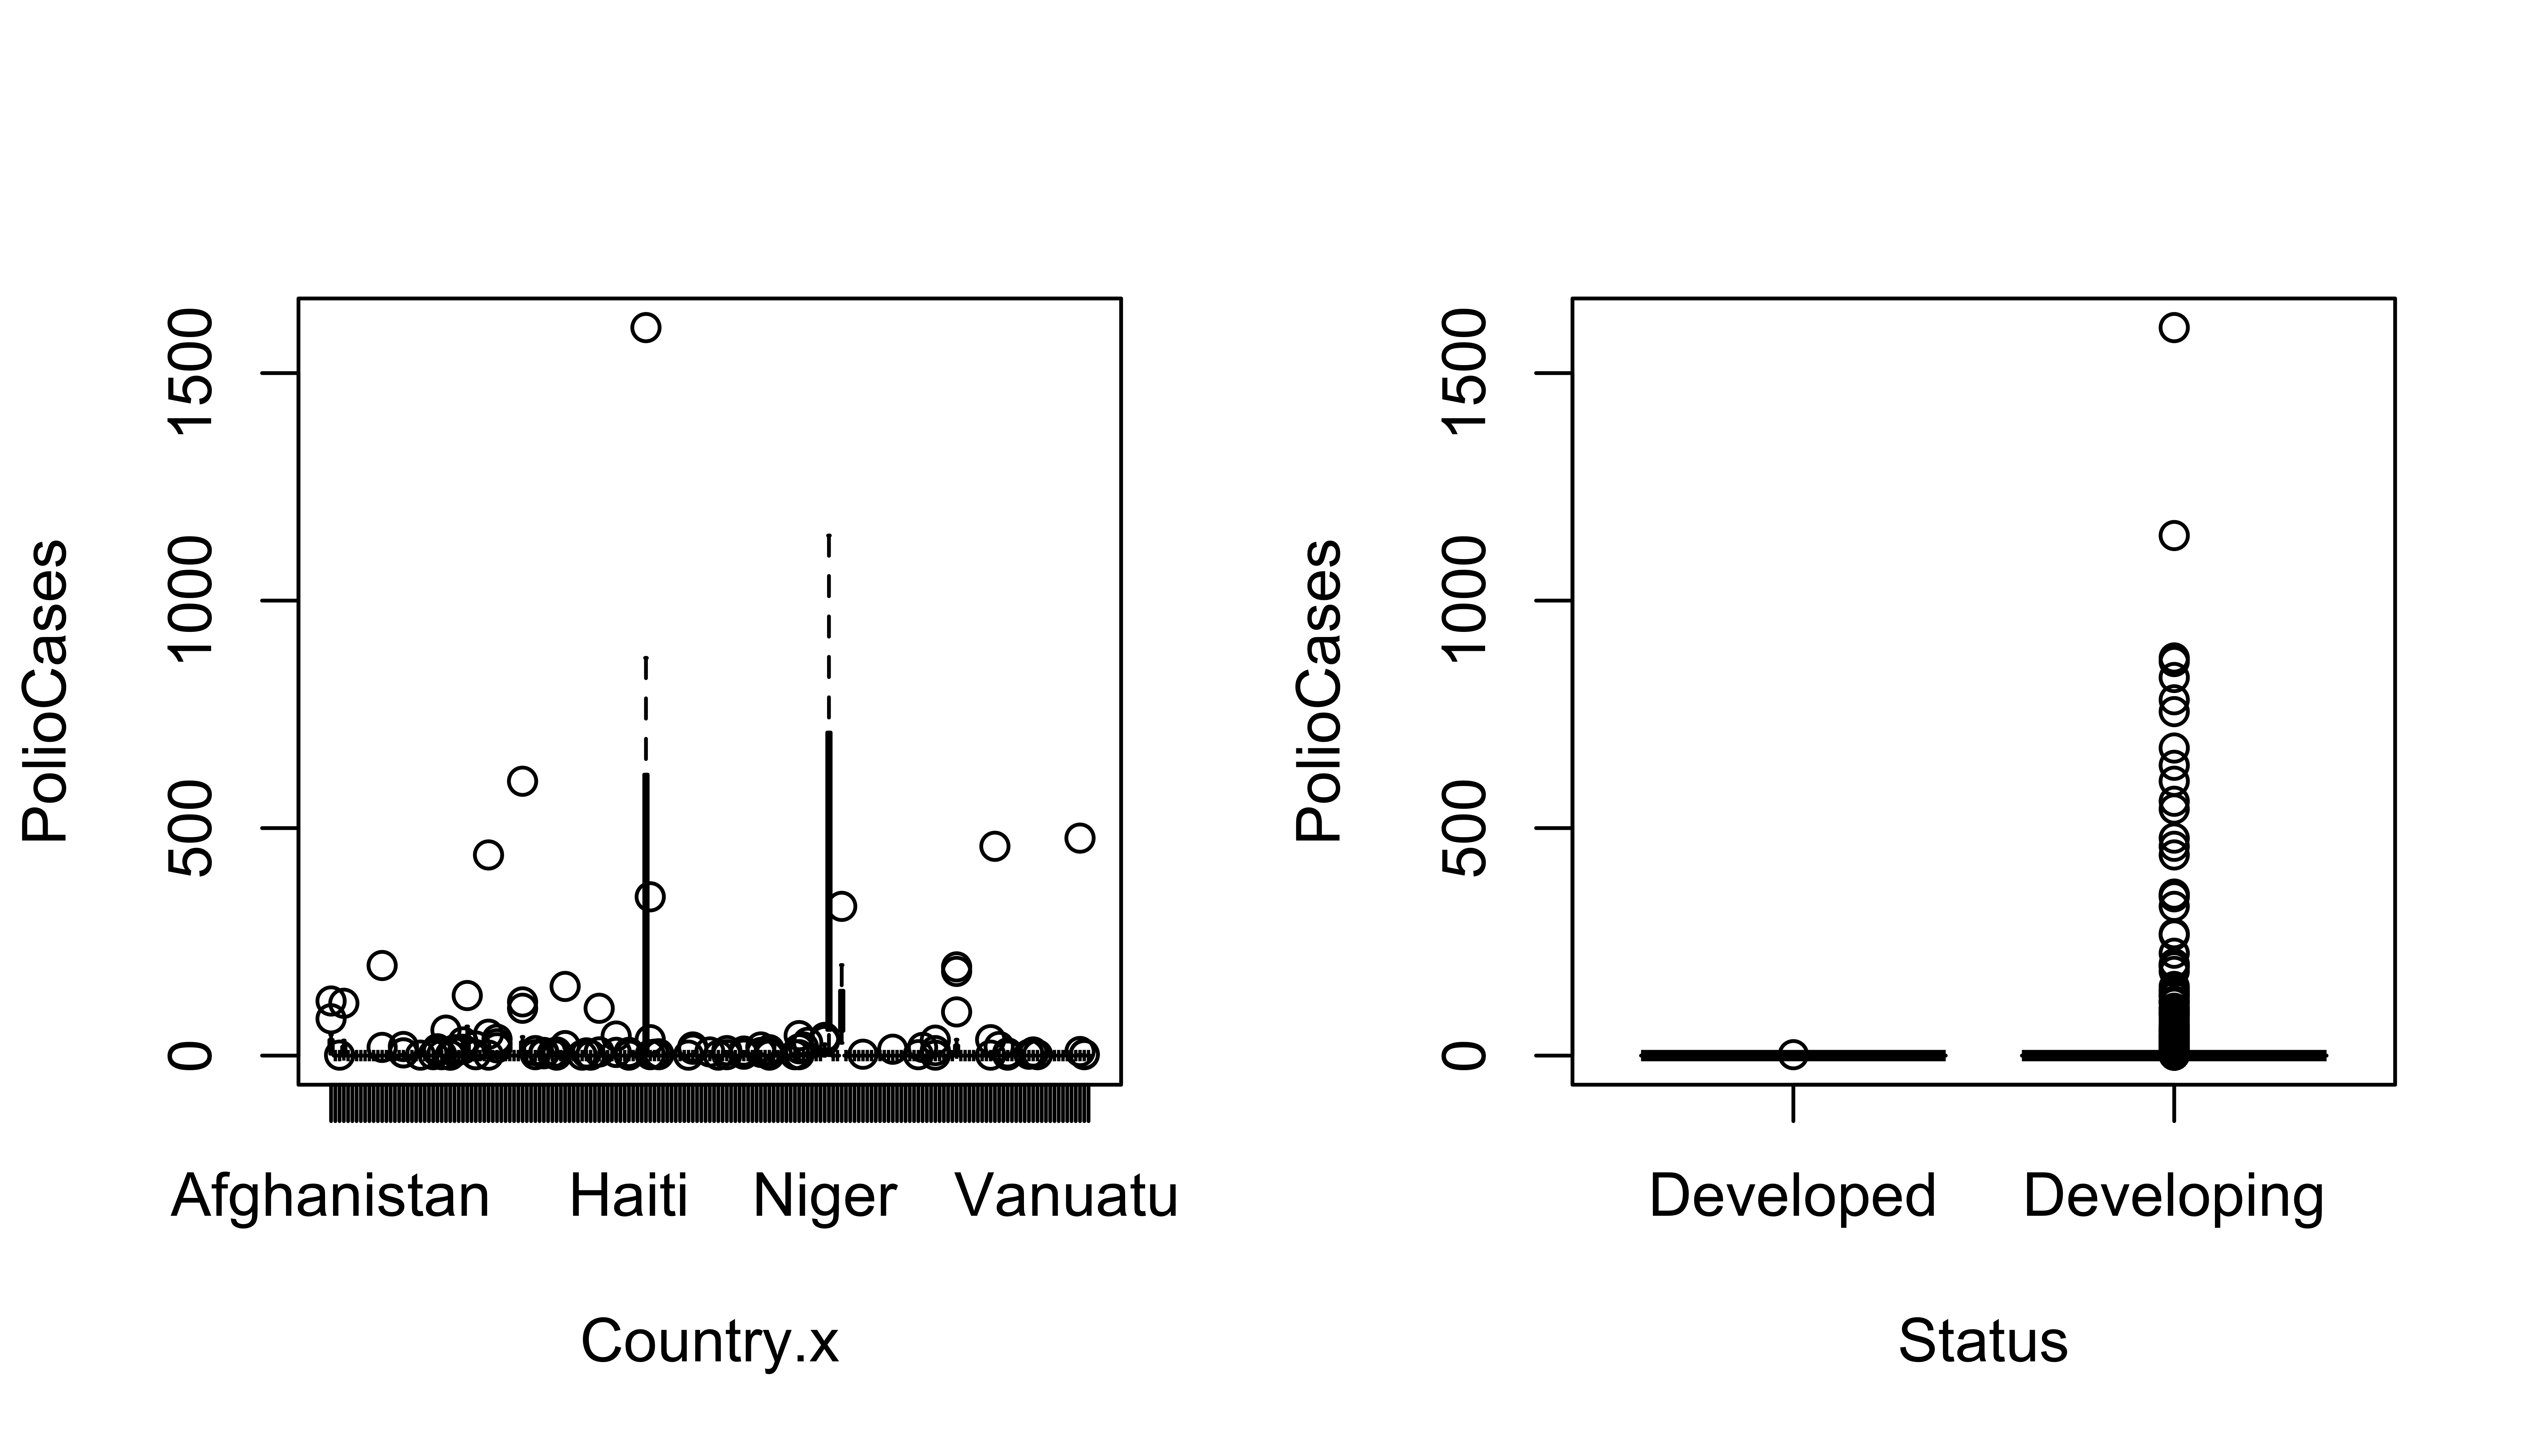 PolioCases
1500
1000
500
0
Afghanistan Haiti Niger Vanuatu
Country.x
PolioCases
1500
1000
500
0
Developed Developing
Status